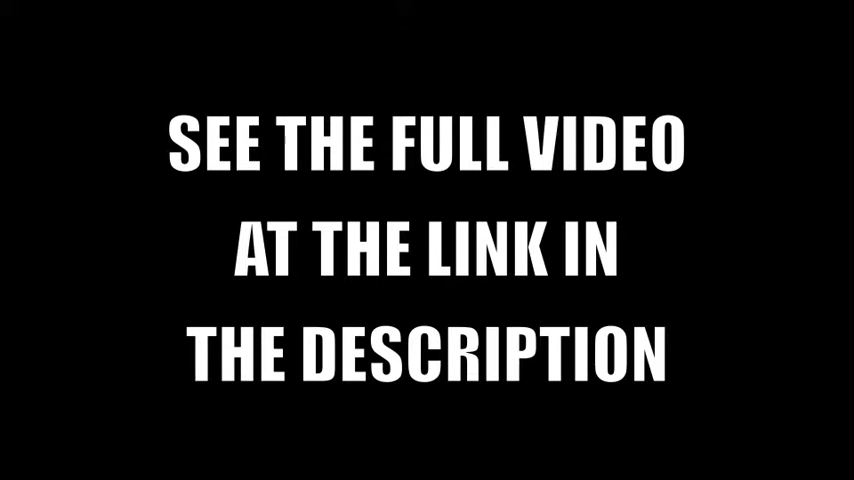 SEE THE FULL VIDEO
AT THE LINK IN
THE DESCRIPTION